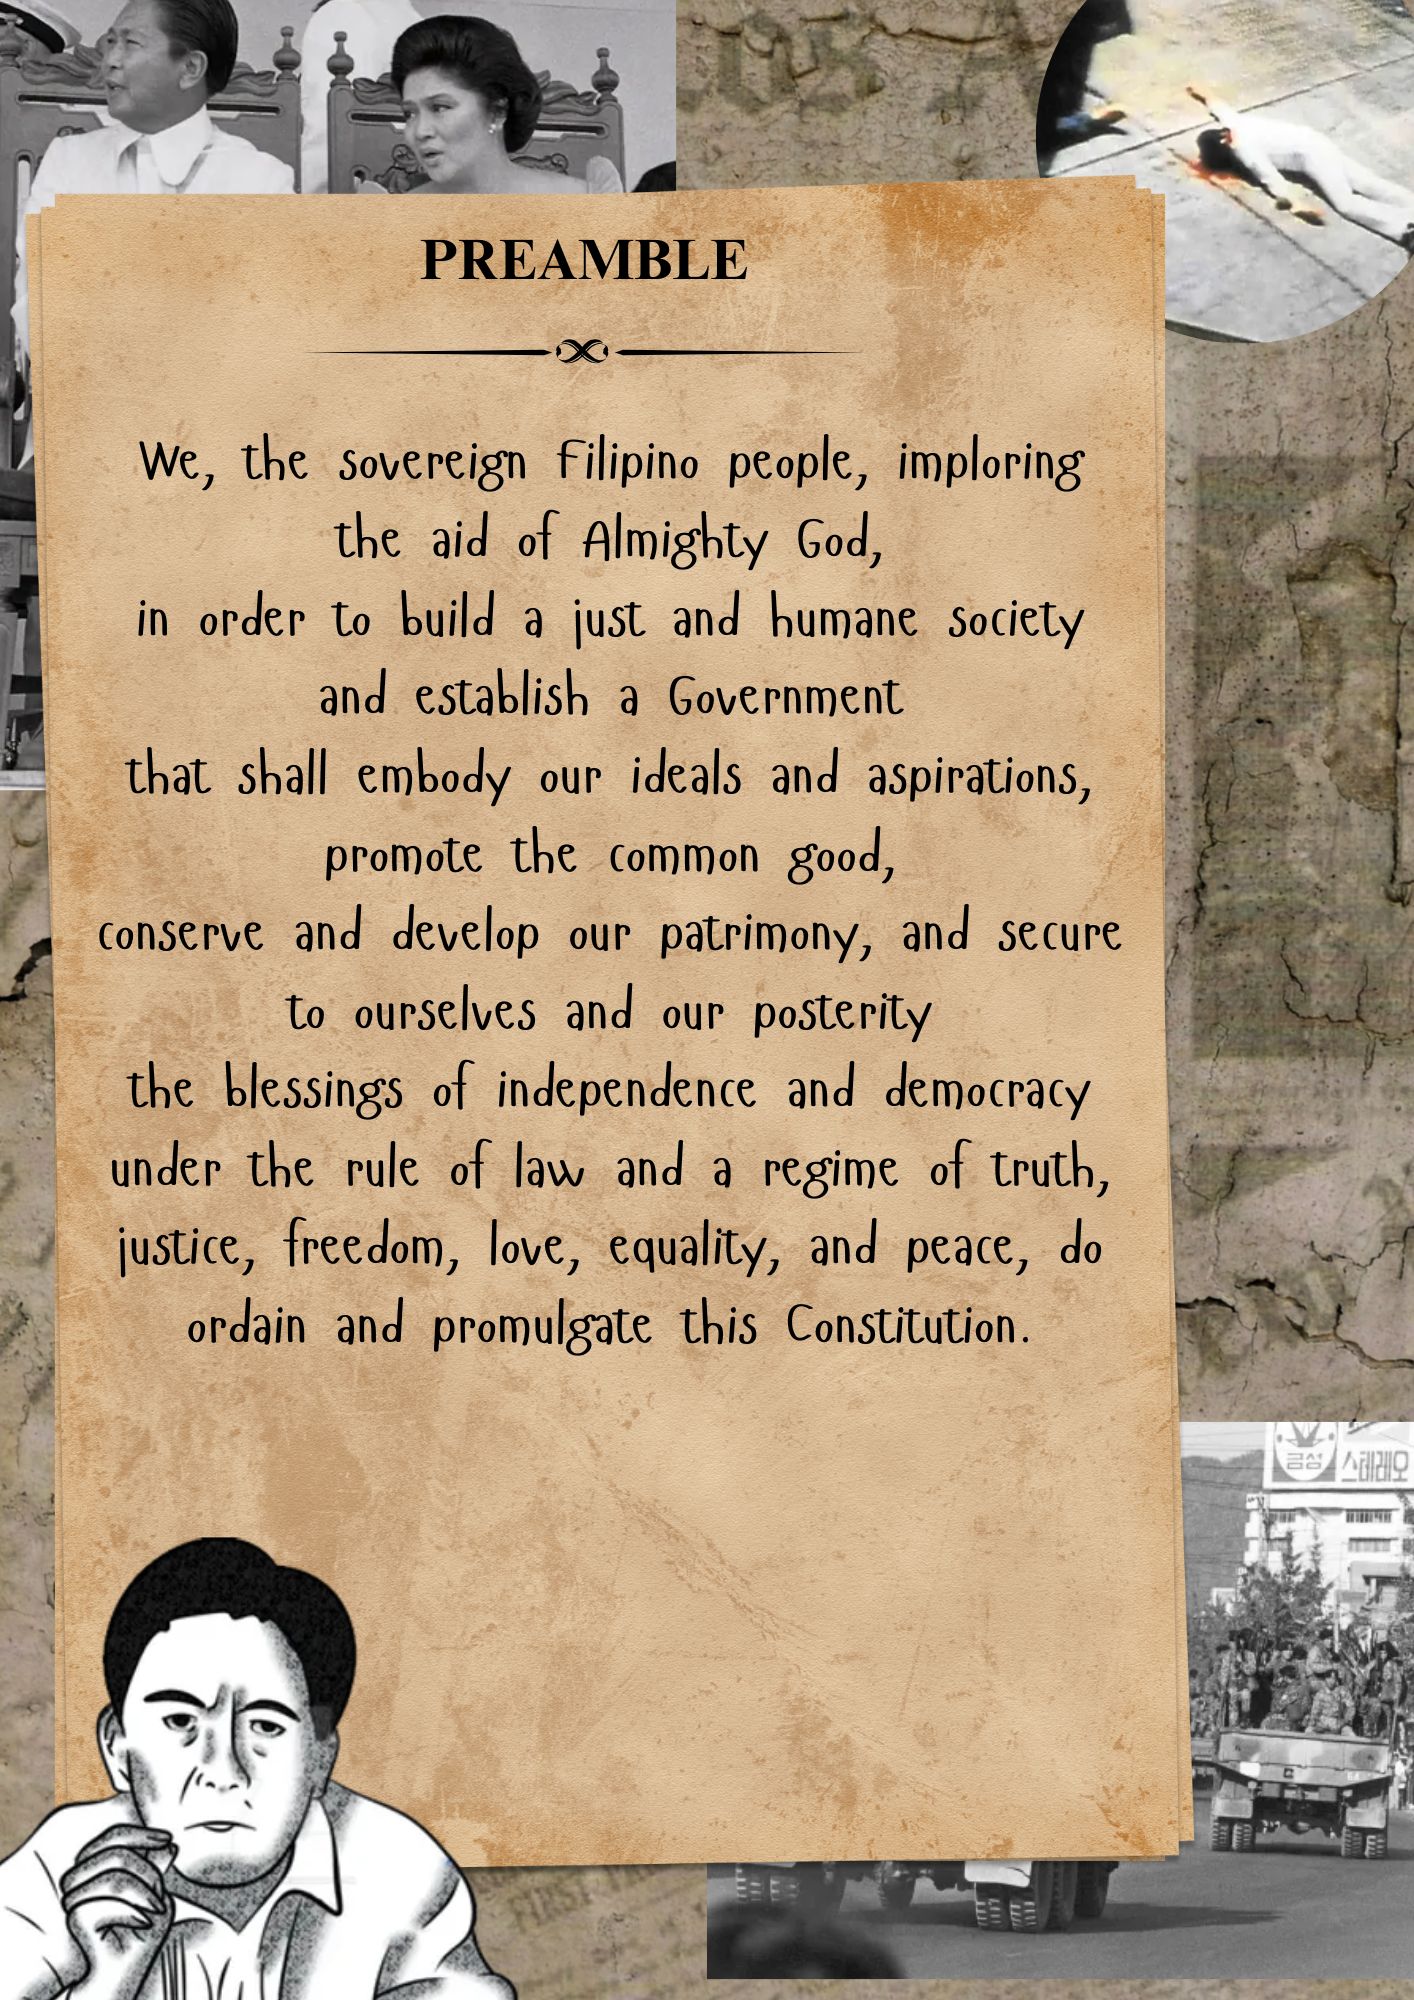 PREAMBLE
We, the sovereign Filipino people, imploring
the aid of Almighty God,
in order to build a just and humane society
and establish a Government
that shall embody our ideals and aspirations,
promote the common good,
conserve and develop our patrimony, and secure
to ourselves and our posterity
the blessings of independence and democracy
under the rule of law and a regime of truth,
justice, freedom, love, equality, and peace, do
ordain and promulgate this Constitution.
금성 스테레오
FIRST